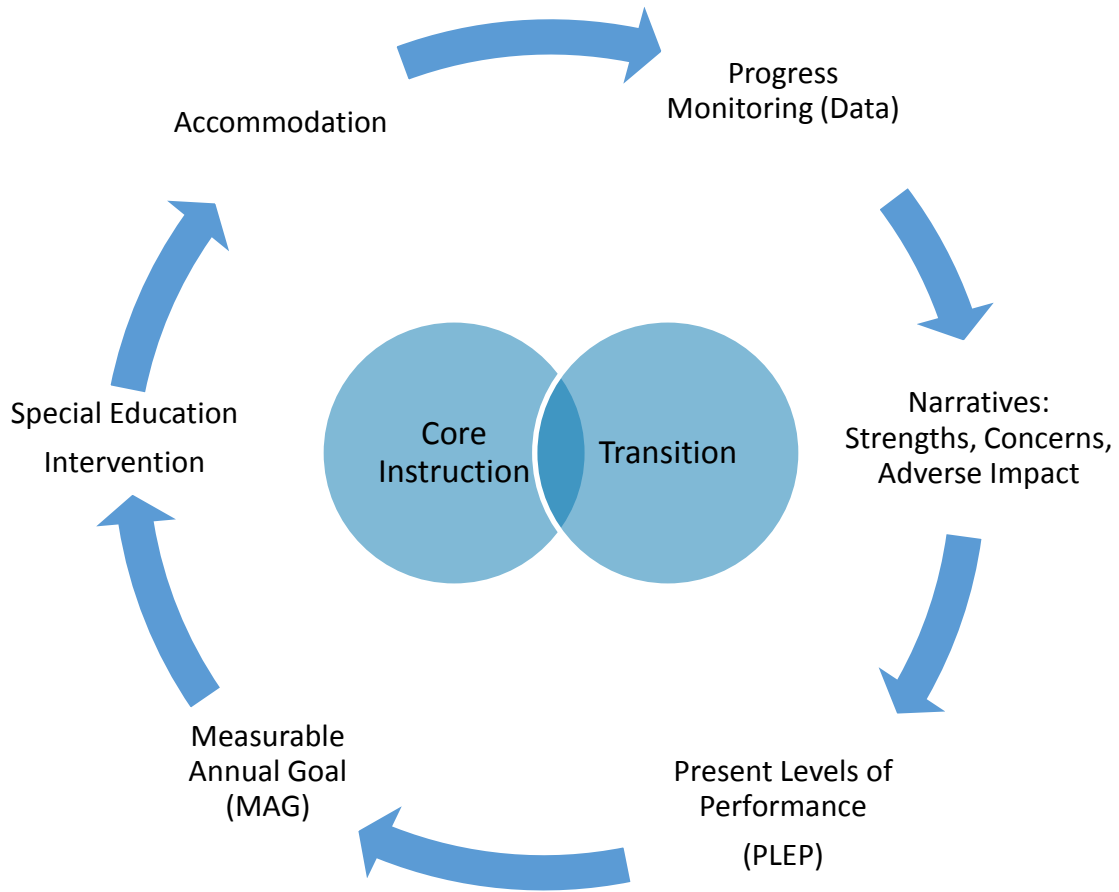 Accommodation
Progress
Monitoring (Data)
Narratives:
Strengths, Concerns,
Adverse Impact
Present Levels of
Performance
(PLEP)
Measurable
Annual Goal
(MAG)
Special Education
Intervention
Core
Instruction
Transition